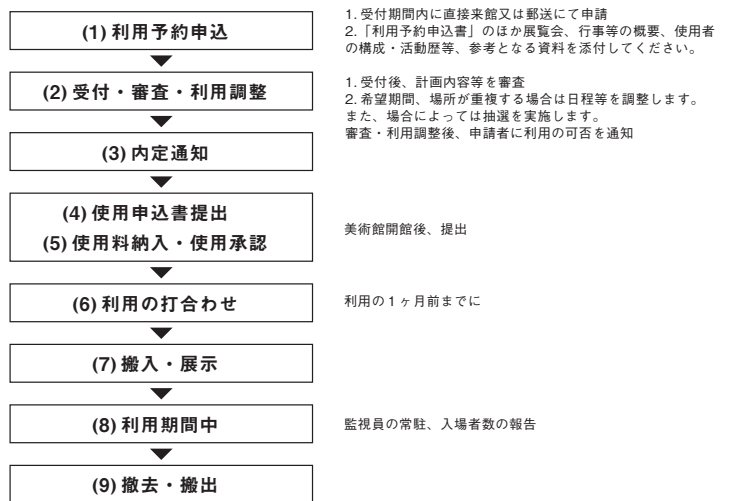 (1) 利用予約申込
1. 受付期間内に直接来館又は郵送にて申請
2.「利用予約申込書」のほか展覧会、行事等の概要、使用者
の構成・活動歴等、参考となる資料を添付してください。
(2) 受付・審査・利用調整
1. 受付後、計画内容等を審査
2. 希望期間、場所が重複する場合は日程等を調整します。
また、場合によっては抽選を実施します。
審査・利用調整後、申請者に利用の可否を通知
(3) 内定通知
(4) 使用申込書提出
(5) 使用料納入・使用承認
美術館開館後、提出
(6) 利用の打合わせ
利用の1ヶ月前までに
(7) 搬入・展示
(8) 利用期間中
監視員の常駐、入場者数の報告
(9) 撤去・搬出